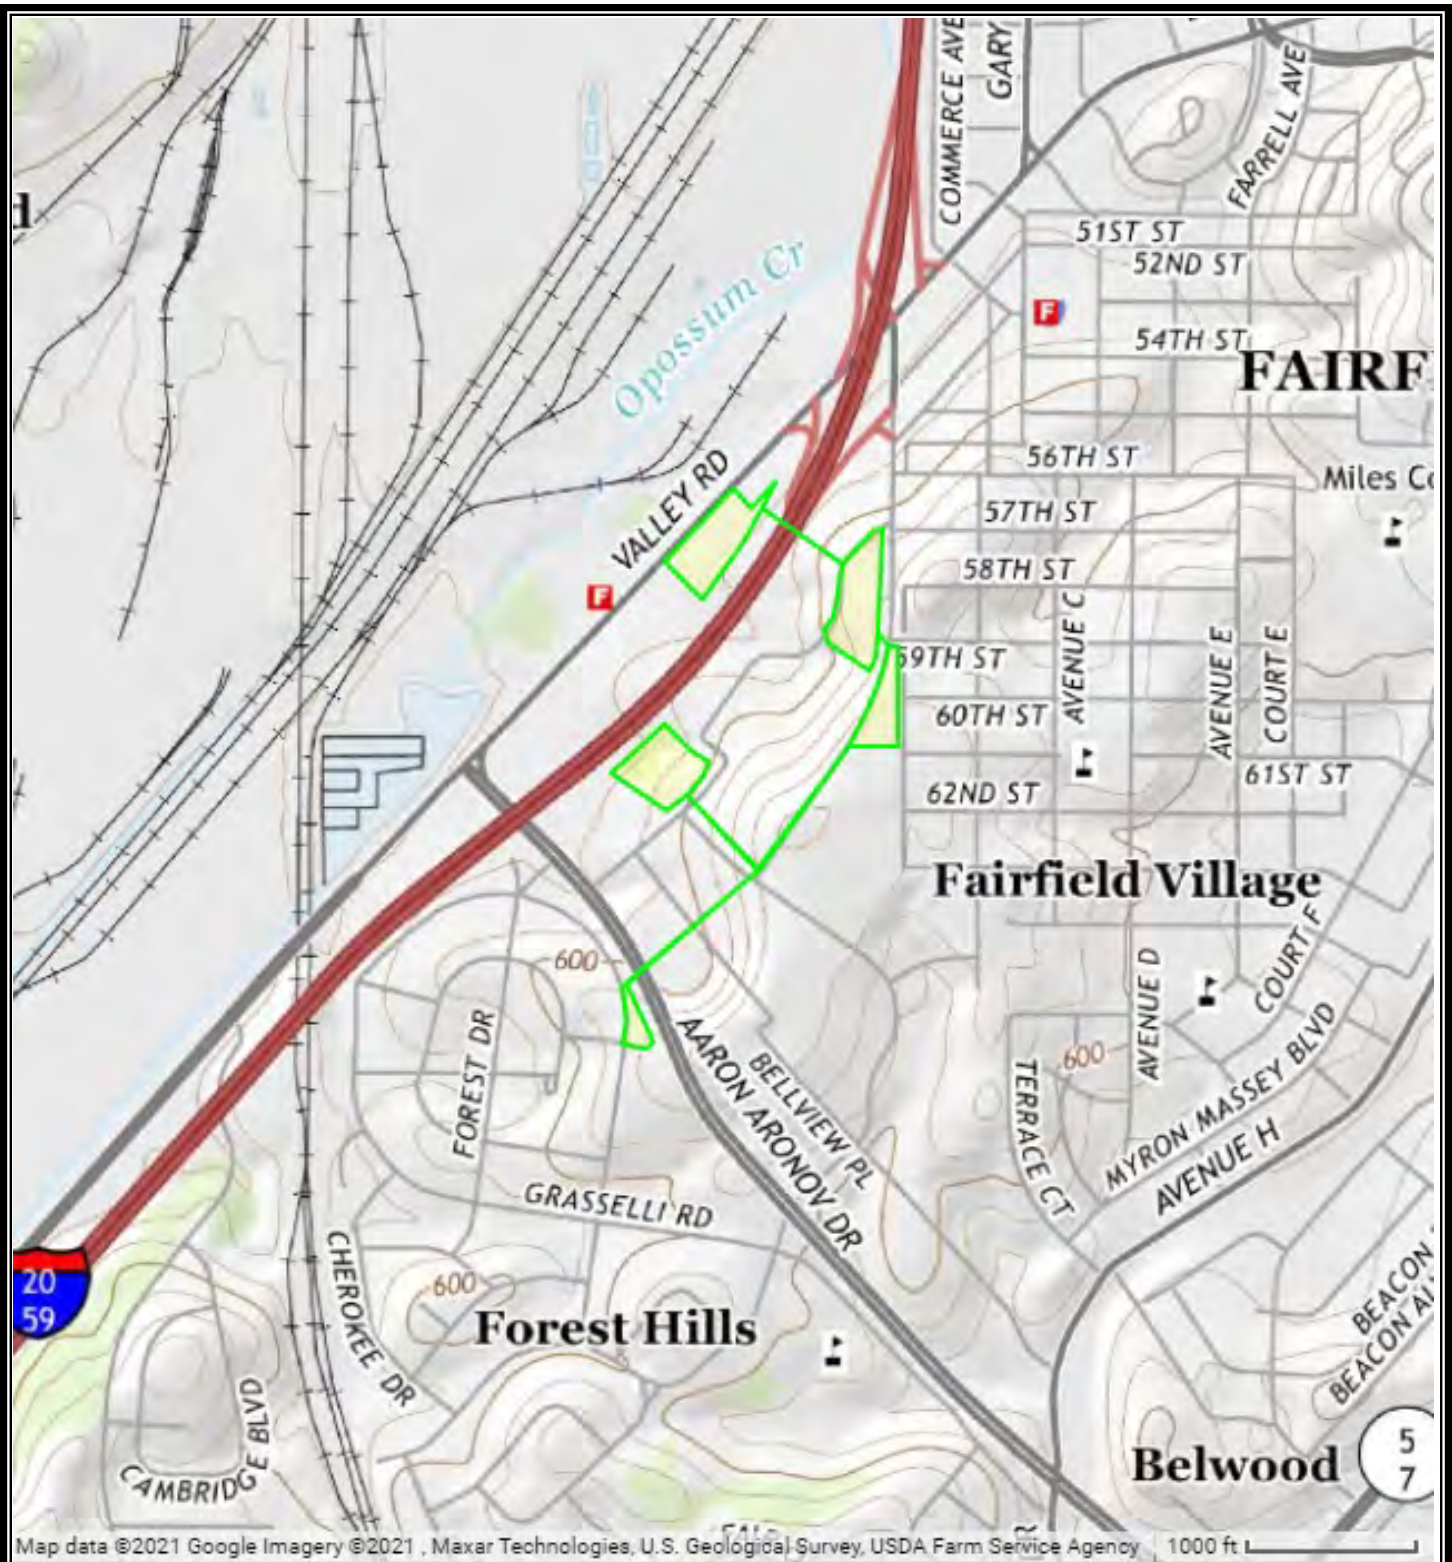 COMMERCE AVE
GARY
FARRELL AVE
d
51ST ST
52ND ST
Opossum Cr
F
54TH ST
FAIRF
56TH ST
Miles Co
VALLEY RD
57TH ST
58TH ST
F
AVENUE C
59TH ST
AVENUE E
COURT E
60TH ST
61ST ST
62ND ST
Fairfield Village
600
COURT F
AVENUE D
FOREST DR
AARON ARONOV DR
BELLVIEW PL
600
TERRACE CT
MYRON MASSEY BLVD
AVENUE H
GRASSELLI RD
CHEROKEE DR
20
59
600
Forest Hills
BEACON
BEACON
CAMBRIDGE BLVD
Belwood
5
7
Map data ©2021 Google Imagery ©2021 , Maxar Technologies, U.S. Geological Survey, USDA Farm Service Agency
1000 ft